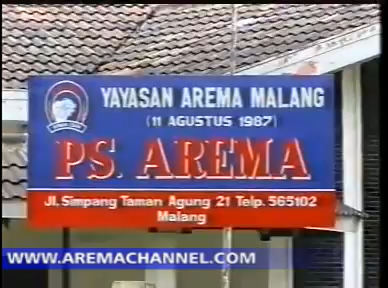 YAYASAN AREMA MALANG
(11 AGUSTUS 1987)
PS. AREMA
Jl. Simpang Taman Agung 21 Telp. 565102
Malang
WWW.AREMACHANNEL.COM